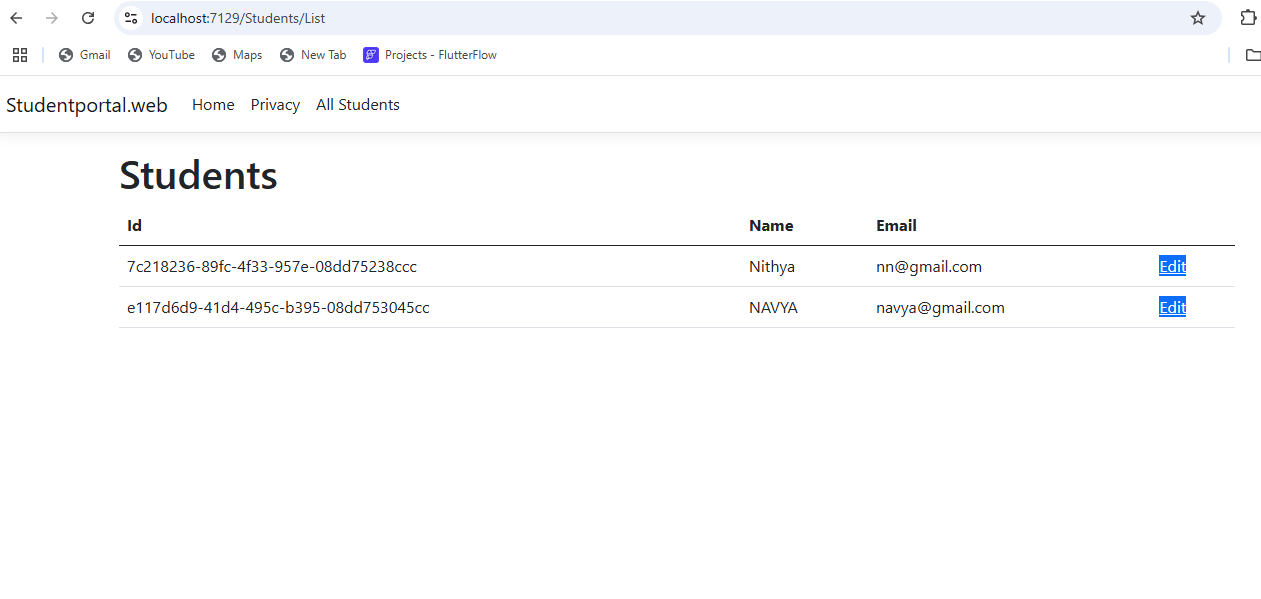 localhost:7129/Students/List
Gmail YouTube Maps New Tab Projects - FlutterFlow
Studentportal.web Home Privacy All Students
Students
Id Name Email
7c218236-89fc-4f33-957e-08dd75238ccc Nithya nn@gmail.com Edit
e117d6d9-41d4-495c-b395-08dd753045cc NAVYA navya@gmail.com Edit